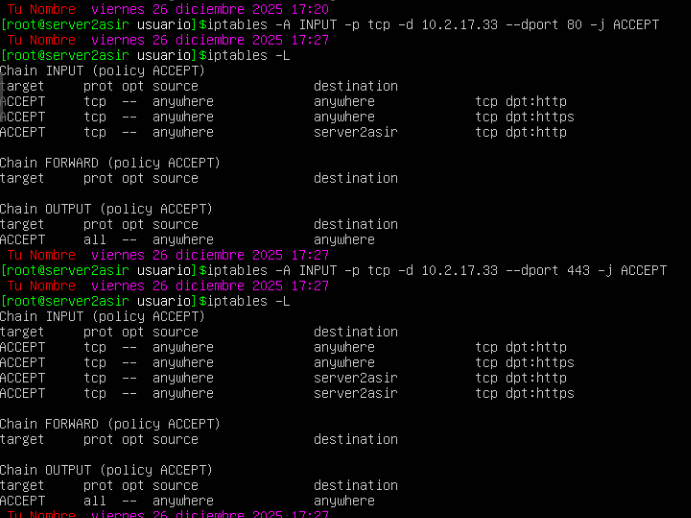 Tu Nombre viernes 26 diciembre 2025 17:20
[root@server2asir usuario]$iptables -A INPUT -p tcp -d 10.2.17.33 --dport 80 -j ACCEPT
Tu Nombre viernes 26 diciembre 2025 17:27
[root@server2asir usuario]$iptables -L
Chain INPUT (policy ACCEPT)
target     prot opt source               destination
ACCEPT     tcp  --  anywhere             anywhere             tcp dpt:http
ACCEPT     tcp  --  anywhere             anywhere             tcp dpt:https
ACCEPT     tcp  --  anywhere             server2asir          tcp dpt:http
Chain FORWARD (policy ACCEPT)
target     prot opt source               destination
Chain OUTPUT (policy ACCEPT)
target     prot opt source               destination
ACCEPT     all  --  anywhere             anywhere
Tu Nombre viernes 26 diciembre 2025 17:27
[root@server2asir usuario]$iptables -A INPUT -p tcp -d 10.2.17.33 --dport 443 -j ACCEPT
Tu Nombre viernes 26 diciembre 2025 17:27
[root@server2asir usuario]$iptables -L
Chain INPUT (policy ACCEPT)
target     prot opt source               destination
ACCEPT     tcp  --  anywhere             anywhere             tcp dpt:http
ACCEPT     tcp  --  anywhere             anywhere             tcp dpt:https
ACCEPT     tcp  --  anywhere             server2asir          tcp dpt:http
ACCEPT     tcp  --  anywhere             server2asir          tcp dpt:https
Chain FORWARD (policy ACCEPT)
target     prot opt source               destination
Chain OUTPUT (policy ACCEPT)
target     prot opt source               destination
ACCEPT     all  --  anywhere             anywhere
Tu Nombre viernes 26 diciembre 2025 17:27